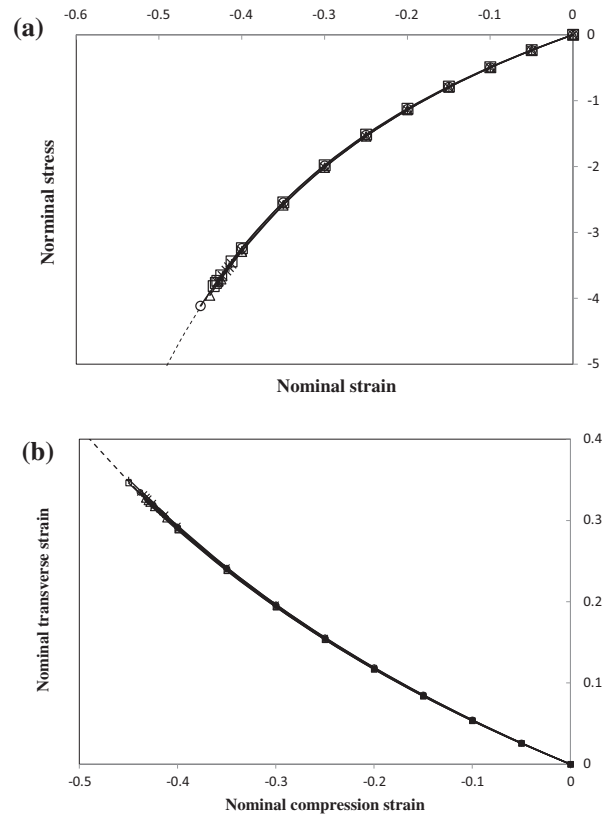 (a)
-0.6 -0.5 -0.4 -0.3 -0.2 -0.1 0
0
-1
-2
-3
-4
-5
Norminal stress
Nominal strain
(b)
0.4
0.3
0.2
0.1
0
Nominal transverse strain
-0.5 -0.4 -0.3 -0.2 -0.1 0
Nominal compression strain